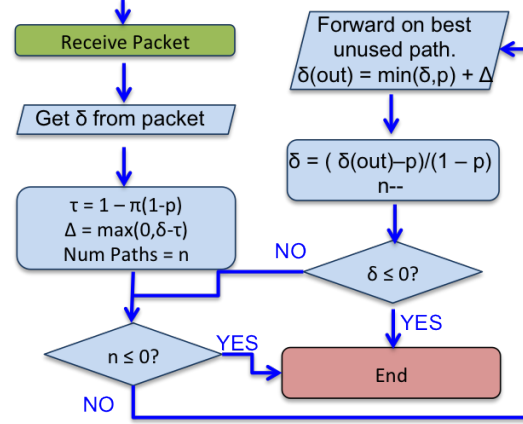 Receive Packet
Get δ from packet
τ = 1 – π(1-p)
Δ = max(0,δ-τ)
Num Paths = n
n ≤ 0?
YES
NO
Forward on best
unused path.
δ(out) = min(δ,p) + Δ
δ = ( δ(out)–p)/(1 – p)
n--
δ ≤ 0?
NO
YES
End